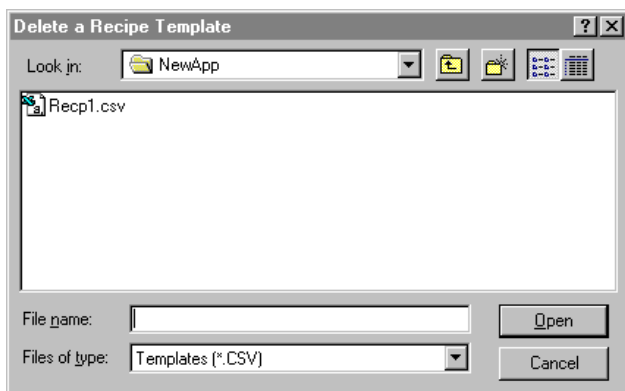 Delete a Recipe Template
Look in: NewApp
Recp1.csv
File name: Open
Files of type: Templates (*.CSV) Cancel